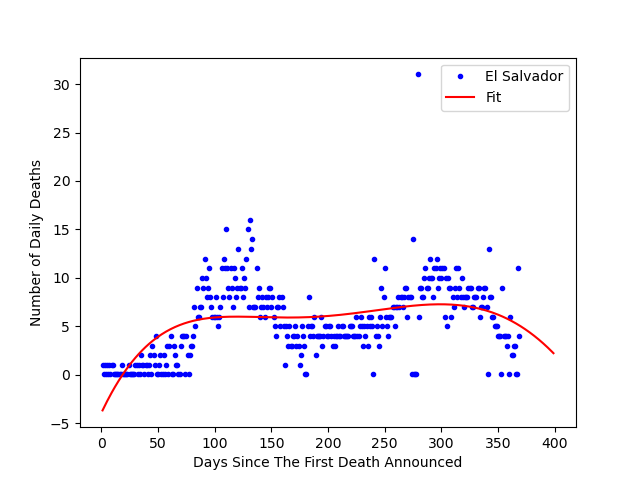 El Salvador
Fit
Number of Daily Deaths
30
25
20
15
10
5
0
−5
0 50 100 150 200 250 300 350 400
Days Since The First Death Announced